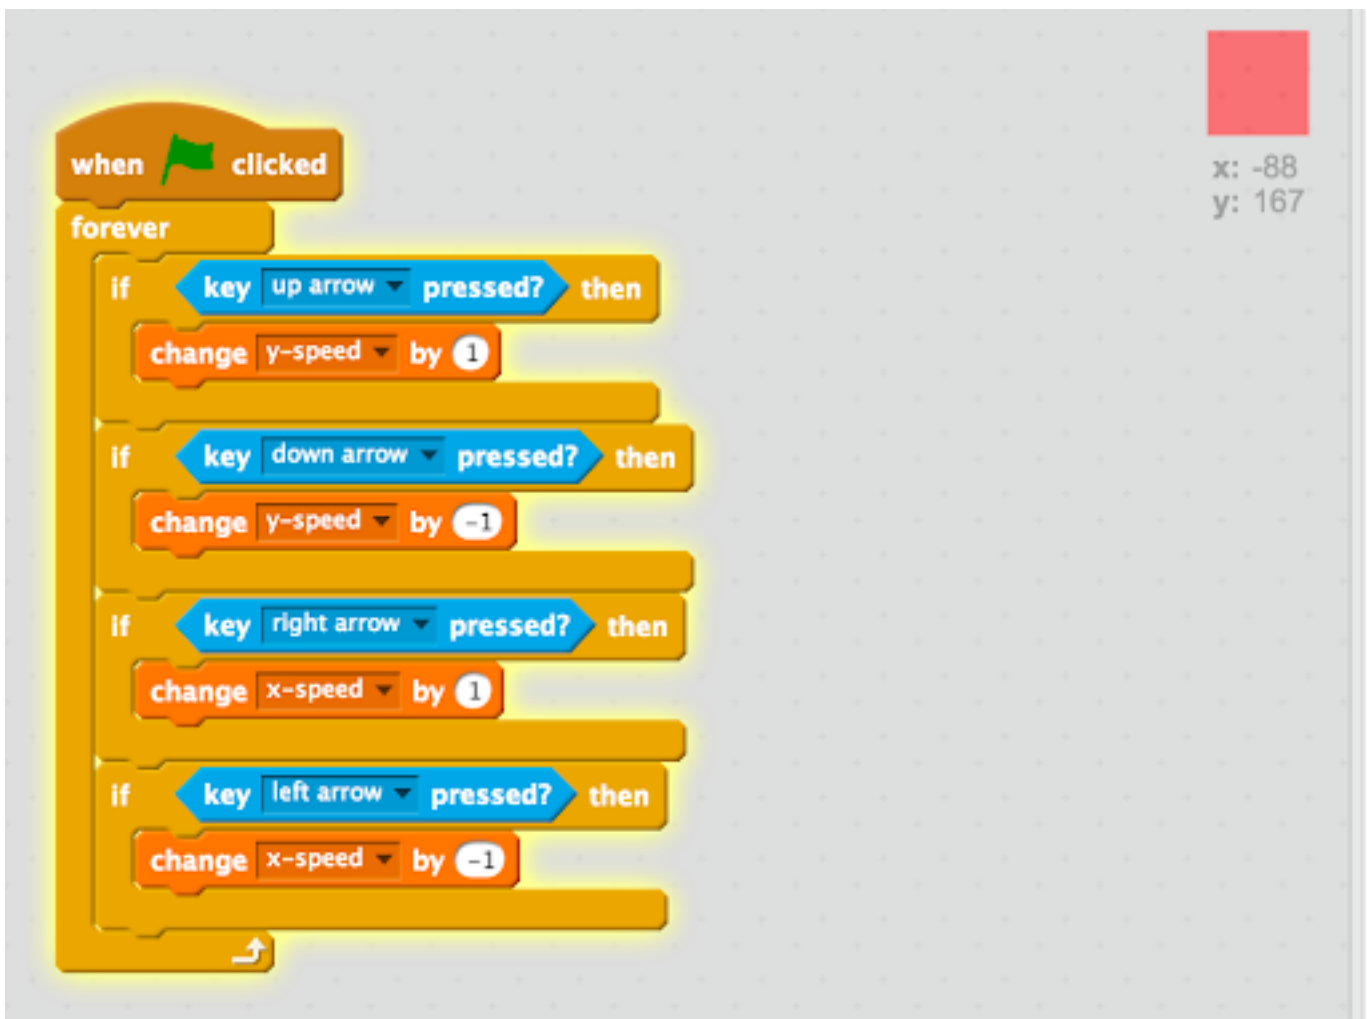 when clicked
forever
if key up arrow pressed? then
change y-speed by 1
if key down arrow pressed? then
change y-speed by -1
if key right arrow pressed? then
change x-speed by 1
if key left arrow pressed? then
change x-speed by -1
x: -88
y: 167